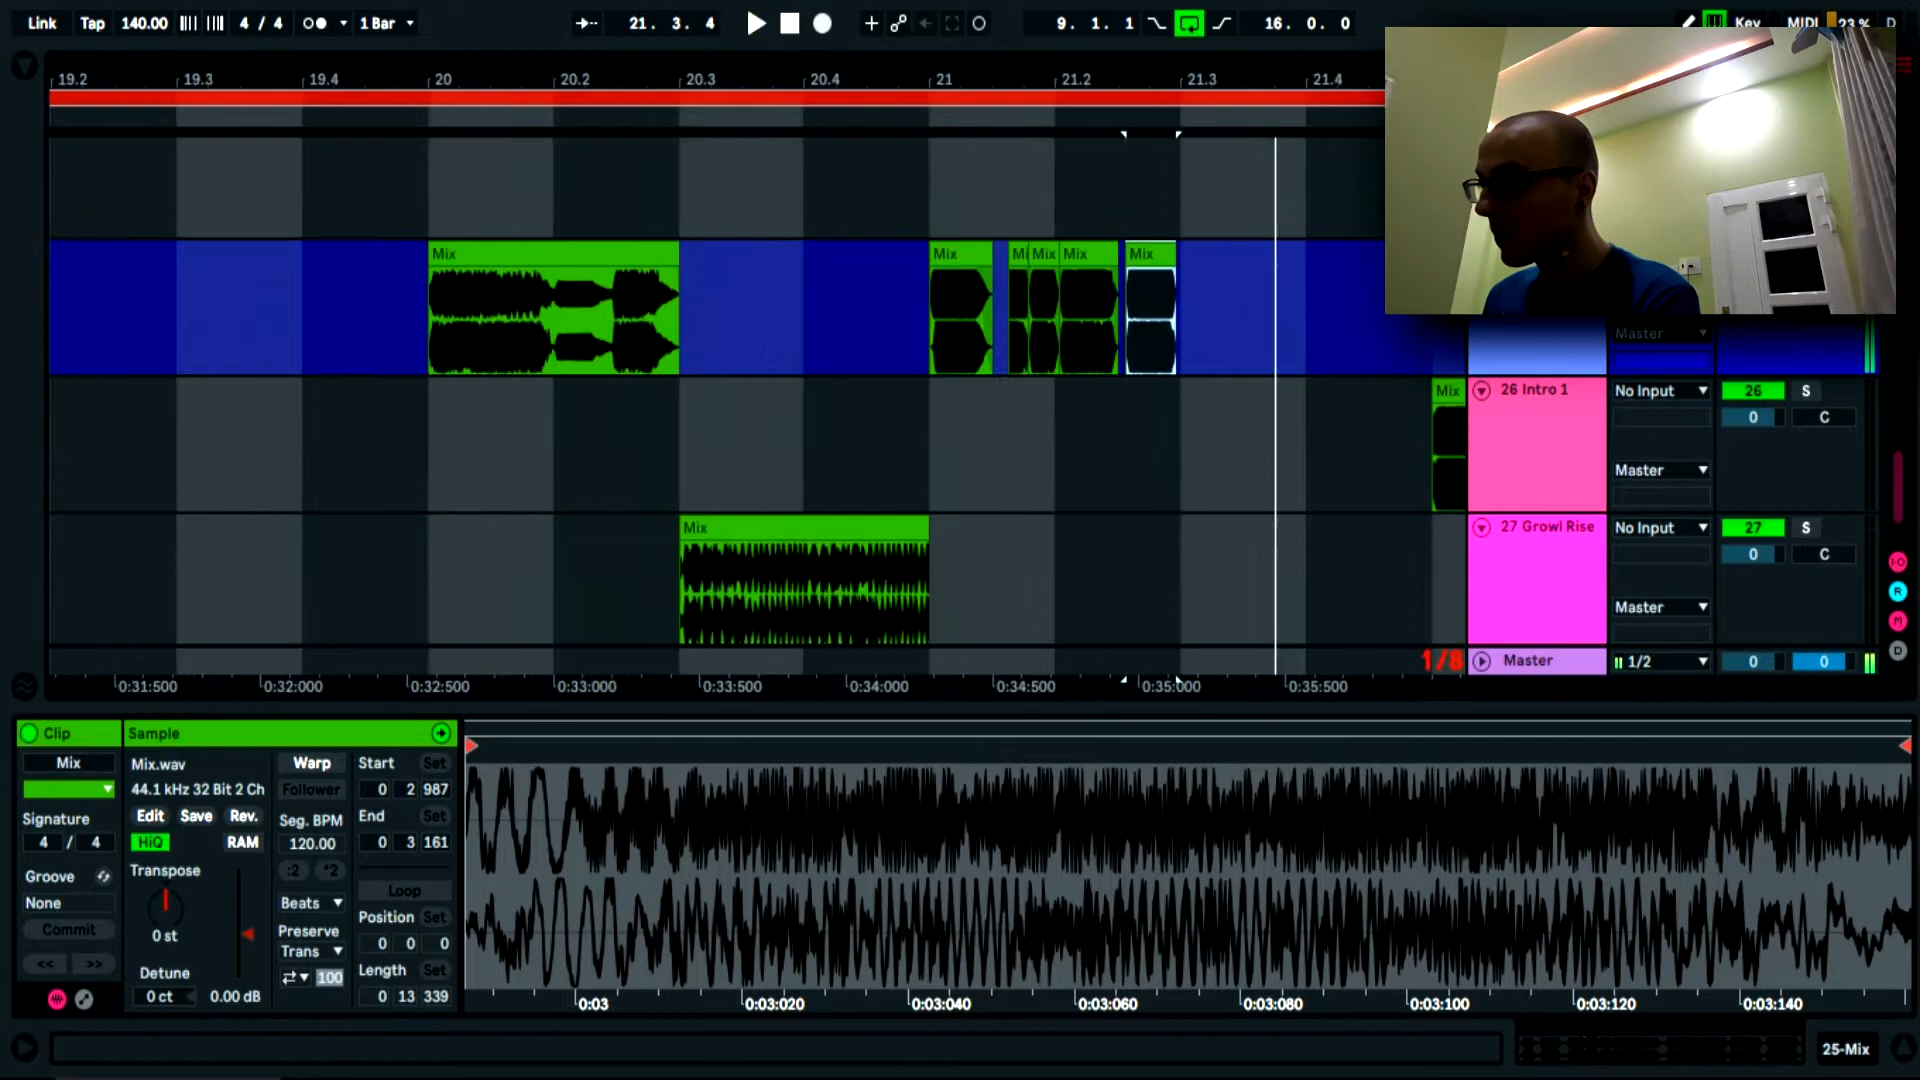 Link Tap 140.00 4 / 4 1 Bar 21. 3. 4 9. 1. 1 16. 0. 0 Key MIDI 23 % D
19.2 19.3 19.4 20 20.2 20.3 20.4 21 21.2 21.3 21.4
Mix Mix Mi Mix Mix Mix
Master
Mix 26 Intro 1 No Input 26 S
0 C
Master
Mix 27 Growl Rise No Input 27 S
0 C
Master
1/8 Master 1/2 0 0
I·O
R
M
D
0:31:500 0:32:000 0:32:500 0:33:000 0:33:500 0:34:000 0:34:500 0:35:000 0:35:500
Clip Sample
Mix Mix.wav Warp Start Set
44.1 kHz 32 Bit 2 Ch Follower 0 2 987
Signature Edit Save Rev. Seg. BPM End Set
4 / 4 HiQ RAM 120.00 0 3 161
Groove Transpose :2 *2 Loop
None Beats Position Set
Commit 0 st Preserve 0 0 0
Trans
<< >> Detune 100 Length Set
0 ct 0.00 dB 0 13 339
0:03 0:03:020 0:03:040 0:03:060 0:03:080 0:03:100 0:03:120 0:03:140
25-Mix